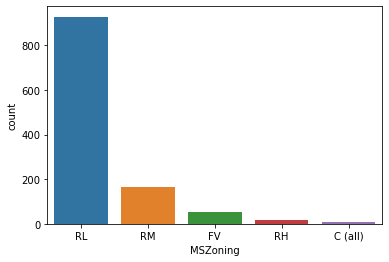 800
600
400
200
0
count
RL RM FV RH C (all)
MSZoning